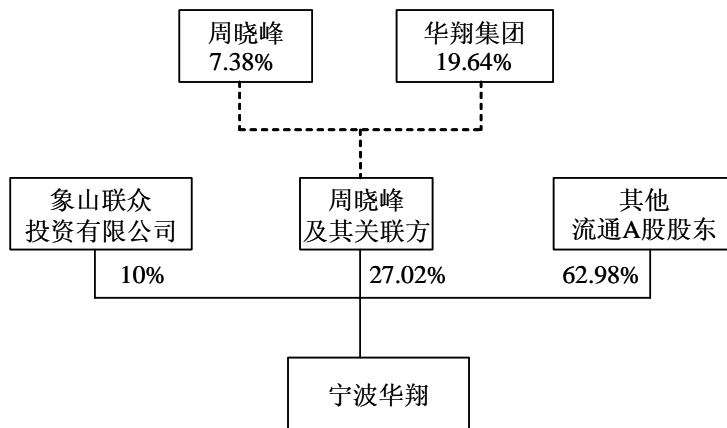 周晓峰
7.38%
华翔集团
19.64%
象山联众
投资有限公司
周晓峰
及其关联方
其他
流通A股股东
10%
27.02%
62.98%
宁波华翔